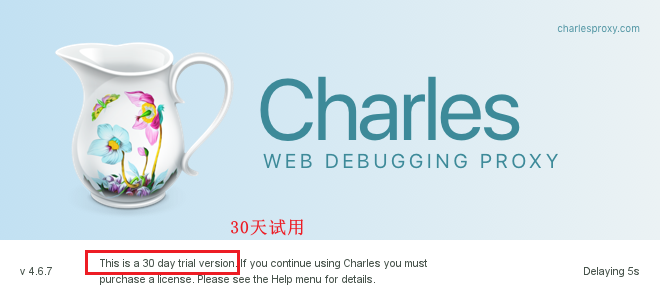 charlesproxy.com
Charles
WEB DEBUGGING PROXY
30天试用
This is a 30 day trial version. If you continue using Charles you must
v 4.6.7
Delaying 5s
purchase a license. Please see the Help menu for details.